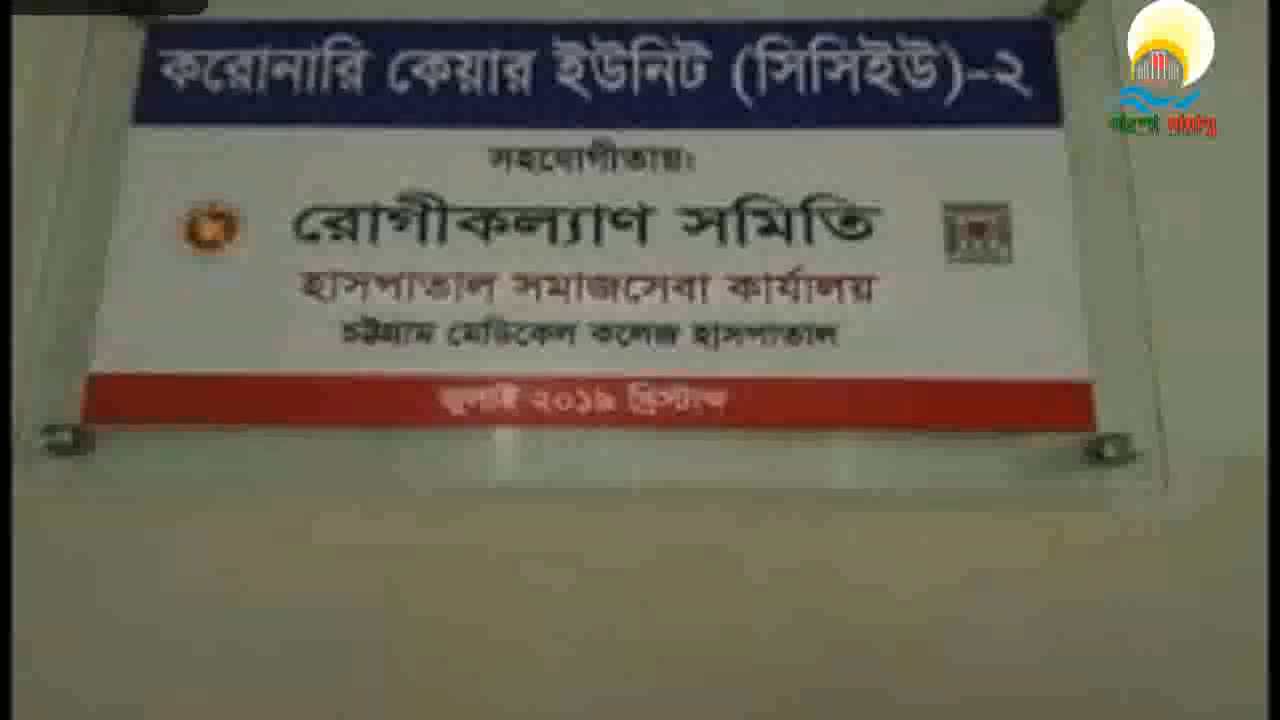 করোনারি কেয়ার ইউনিট (সিসিইউ)-২
সহযোগীতায়ঃ
রোগীকল্যাণ সমিতি
হাসপাতাল সমাজসেবা কার্যালয়
চট্টগ্রাম মেডিকেল কলেজ হাসপাতাল
জুলাই ২০১৯ খ্রিস্টাব্দ